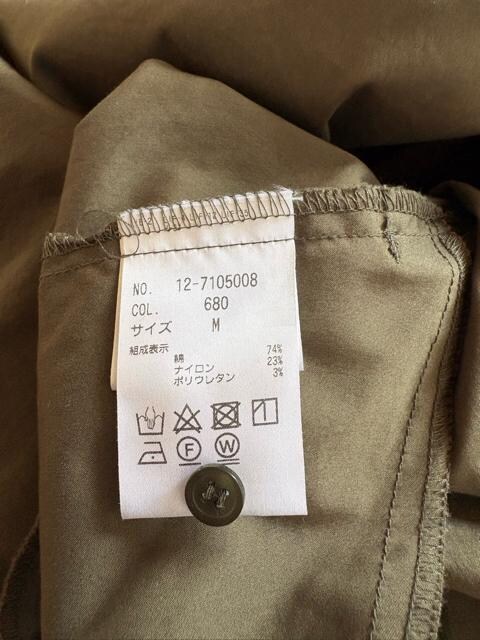 NO. 12-7105008
COL. 680
サイズ M
組成表示
綿 74%
ナイロン 23%
ポリウレタン 3%
F W